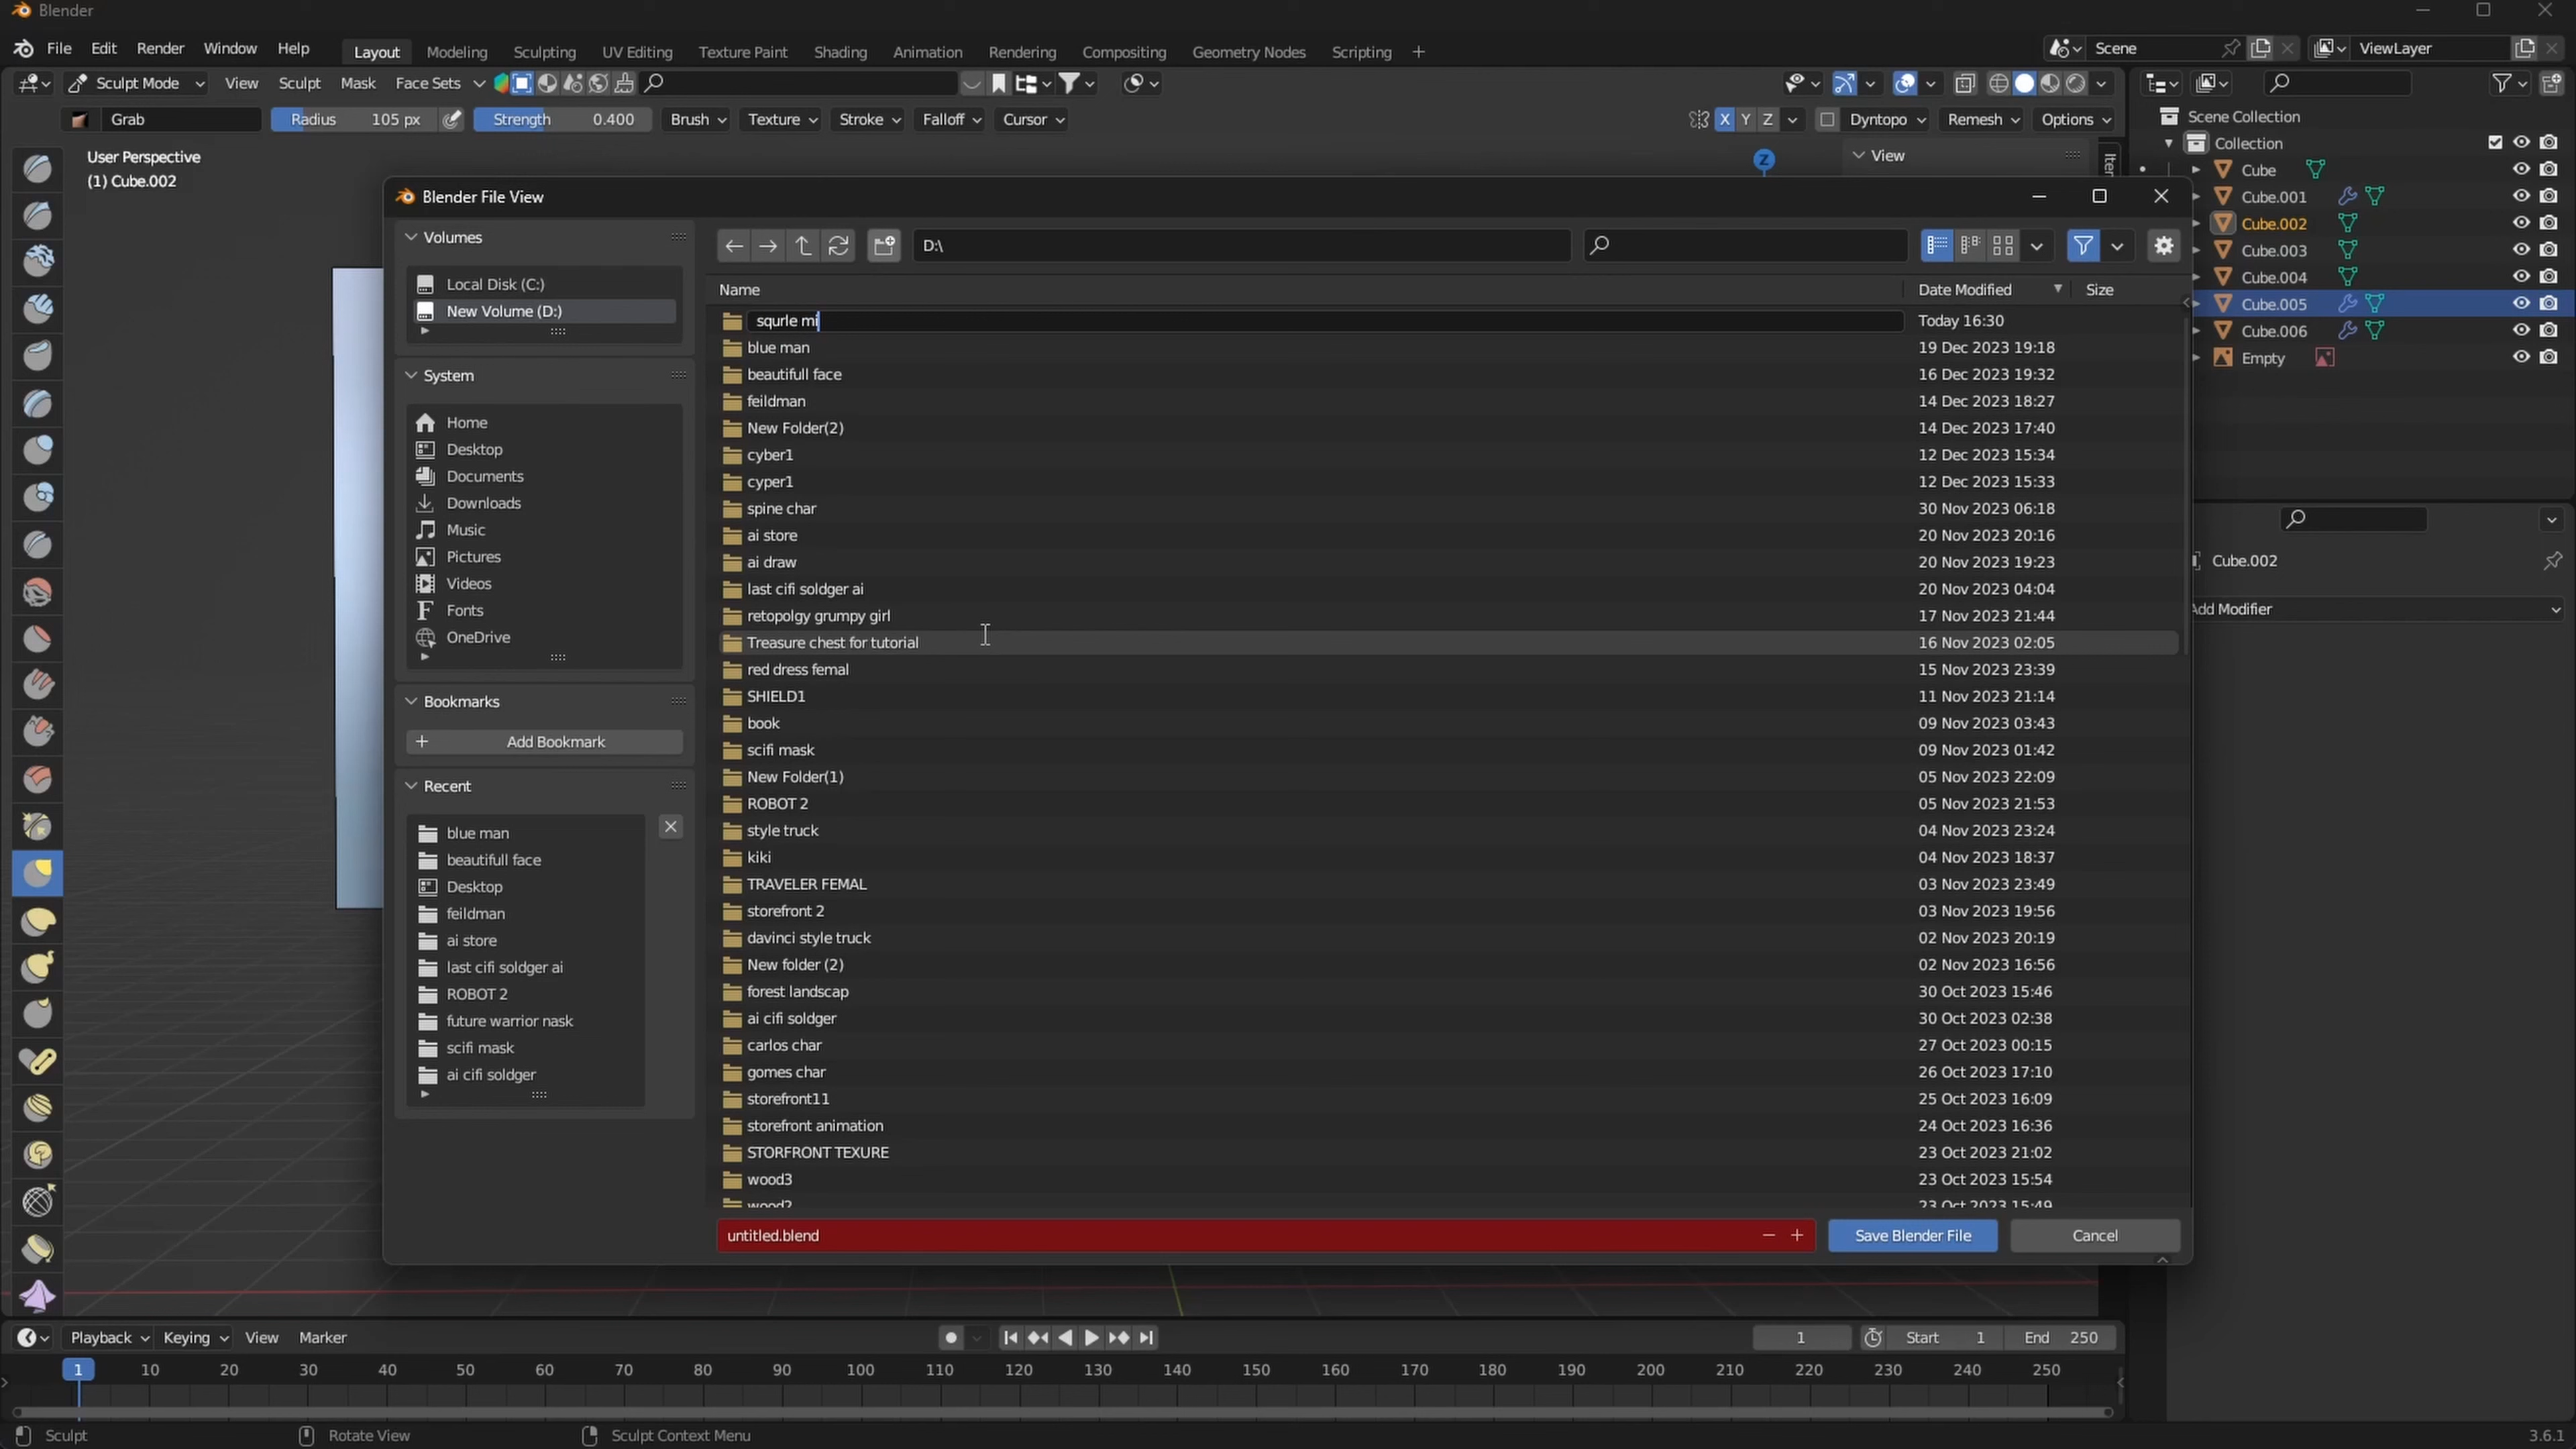 Blender
File Edit Render Window Help Layout Modeling Sculpting UV Editing Texture Paint Shading Animation Rendering Compositing Geometry Nodes Scripting + Scene ViewLayer
Sculpt Mode View Sculpt Mask Face Sets
Grab Radius 105 px Strength 0.400 Brush Texture Stroke Falloff Cursor X Y Z Dyntopo Remesh Options
User Perspective
(1) Cube.002
Z
View
Item
Scene Collection
Collection
Cube
Cube.001
Cube.002
Cube.003
Cube.004
Cube.005
Cube.006
Empty
Cube.002
Add Modifier
Blender File View
Volumes
Local Disk (C:)
New Volume (D:)
System
Home
Desktop
Documents
Downloads
Music
Pictures
Videos
Fonts
OneDrive
Bookmarks
Add Bookmark
Recent
blue man
beautifull face
Desktop
feildman
ai store
last cifi soldger ai
ROBOT 2
future warrior nask
scifi mask
ai cifi soldger
D:\
Name Date Modified Size
squrle mi Today 16:30
blue man 19 Dec 2023 19:18
beautifull face 16 Dec 2023 19:32
feildman 14 Dec 2023 18:27
New Folder(2) 14 Dec 2023 17:40
cyber1 12 Dec 2023 15:34
cyper1 12 Dec 2023 15:33
spine char 30 Nov 2023 06:18
ai store 20 Nov 2023 20:16
ai draw 20 Nov 2023 19:23
last cifi soldger ai 20 Nov 2023 04:04
retopolgy grumpy girl 17 Nov 2023 21:44
Treasure chest for tutorial 16 Nov 2023 02:05
red dress femal 15 Nov 2023 23:39
SHIELD1 11 Nov 2023 21:14
book 09 Nov 2023 03:43
scifi mask 09 Nov 2023 01:42
New Folder(1) 05 Nov 2023 22:09
ROBOT 2 05 Nov 2023 21:53
style truck 04 Nov 2023 23:24
kiki 04 Nov 2023 18:37
TRAVELER FEMAL 03 Nov 2023 23:49
storefront 2 03 Nov 2023 19:56
davinci style truck 02 Nov 2023 20:19
New folder (2) 02 Nov 2023 16:56
forest landscap 30 Oct 2023 15:46
ai cifi soldger 30 Oct 2023 02:38
carlos char 27 Oct 2023 00:15
gomes char 26 Oct 2023 17:10
storefront11 25 Oct 2023 16:09
storefront animation 24 Oct 2023 16:36
STORFRONT TEXURE 23 Oct 2023 21:02
wood3 23 Oct 2023 15:54
wood2 23 Oct 2023 15:49
untitled.blend Save Blender File Cancel
Playback Keying View Marker 1 Start 1 End 250
1 10 20 30 40 50 60 70 80 90 100 110 120 130 140 150 160 170 180 190 200 210 220 230 240 250
Sculpt Rotate View Sculpt Context Menu 3.6.1